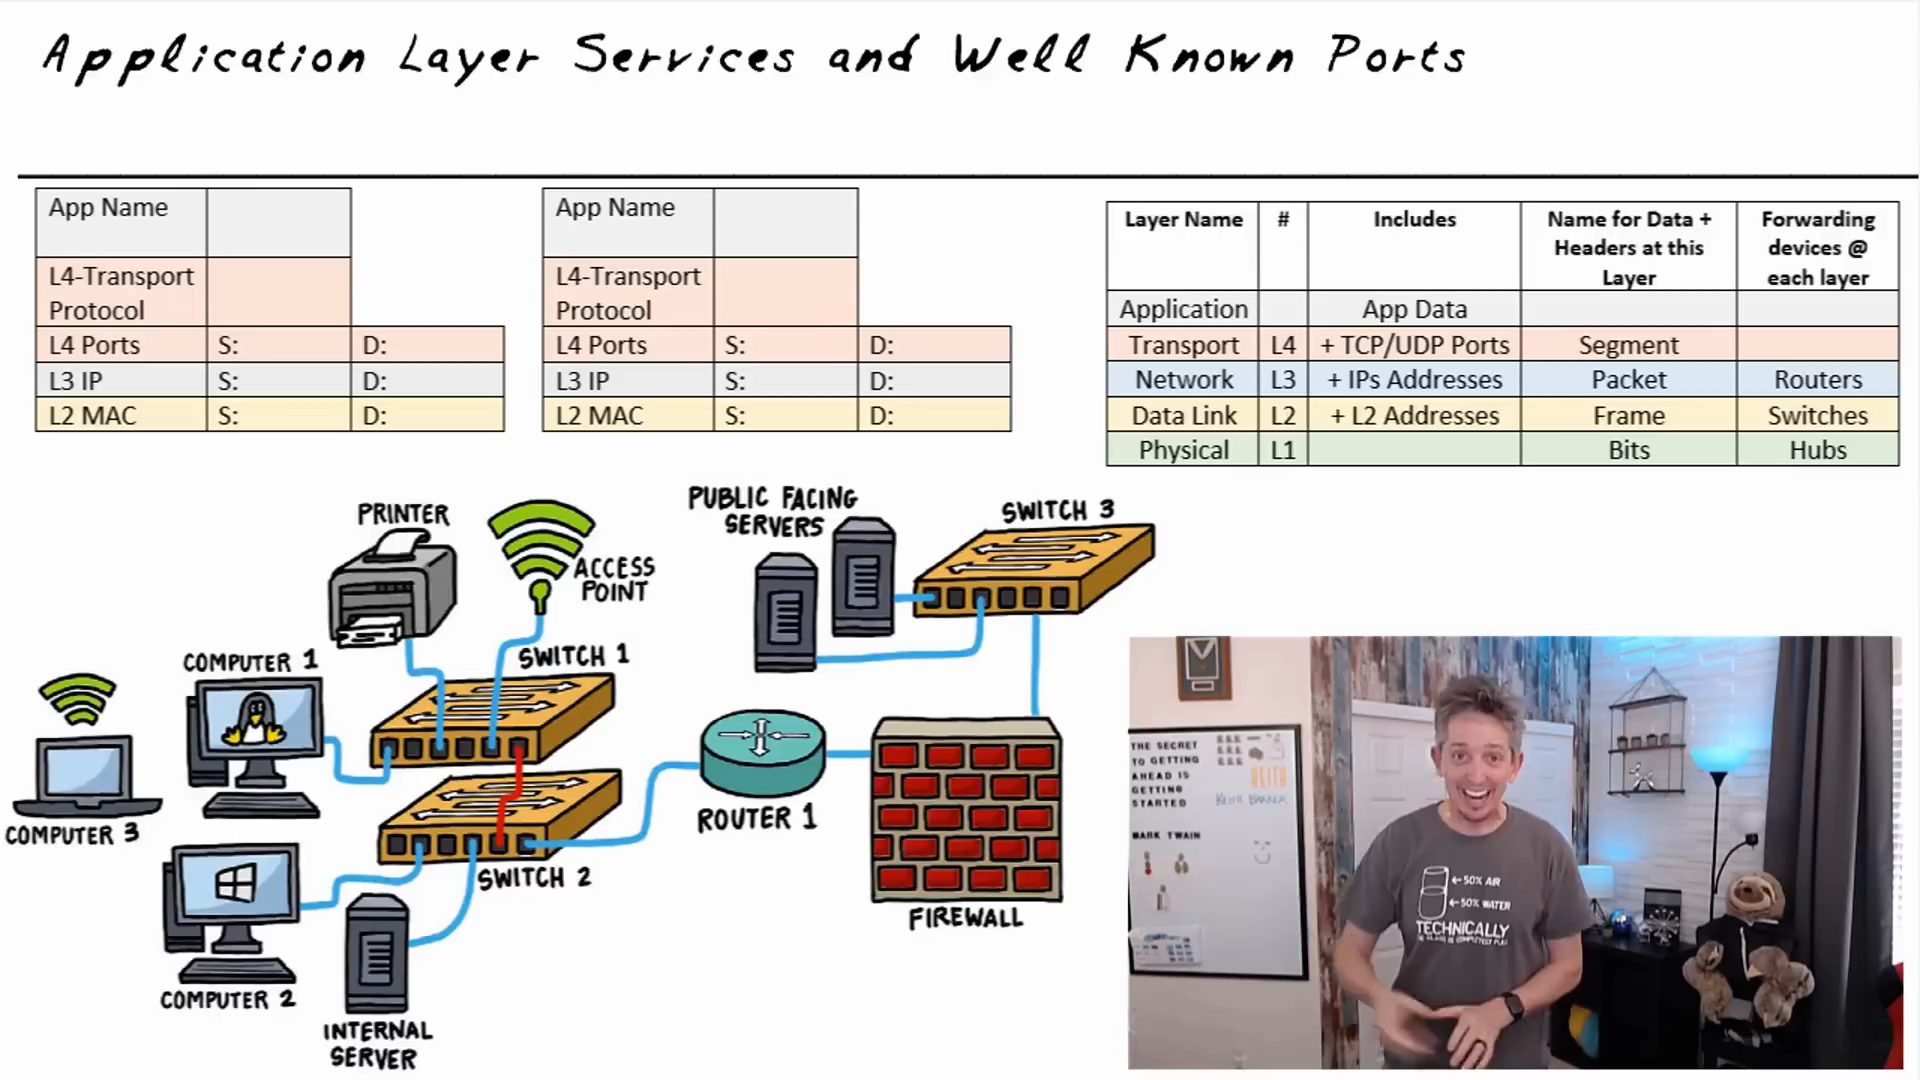 Application Layer Services and Well Known Ports
App Name
L4-Transport
Protocol
L4 Ports S: D:
L3 IP S: D:
L2 MAC S: D:
App Name
L4-Transport
Protocol
L4 Ports S: D:
L3 IP S: D:
L2 MAC S: D:
Layer Name # Includes Name for Data + Headers at this Layer Forwarding devices @ each layer
Application App Data
Transport L4 + TCP/UDP Ports Segment
Network L3 + IPs Addresses Packet Routers
Data Link L2 + L2 Addresses Frame Switches
Physical L1 Bits Hubs
PRINTER
ACCESS
POINT
PUBLIC FACING
SERVERS
SWITCH 3
COMPUTER 1
SWITCH 1
COMPUTER 3
SWITCH 2
ROUTER 1
FIREWALL
COMPUTER 2
INTERNAL
SERVER
THE SECRET
TO GETTING
AHEAD IS
GETTING
STARTED
MARK TWAIN
KEITH
←50% AIR
←50% WATER
TECHNICALLY